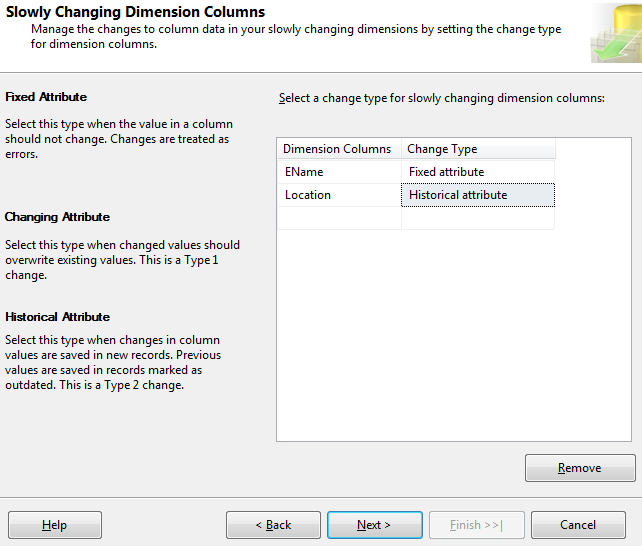 Slowly Changing Dimension Columns
Manage the changes to column data in your slowly changing dimensions by setting the change type
for dimension columns.
Fixed Attribute
Select this type when the value in a column
should not change. Changes are treated as
errors.
Changing Attribute
Select this type when changed values should
overwrite existing values. This is a Type 1
change.
Historical Attribute
Select this type when changes in column
values are saved in new records. Previous
values are saved in records marked as
outdated. This is a Type 2 change.
Select a change type for slowly changing dimension columns:
Dimension Columns Change Type
EName Fixed attribute
Location Historical attribute
Remove
Help < Back Next > Finish >>| Cancel